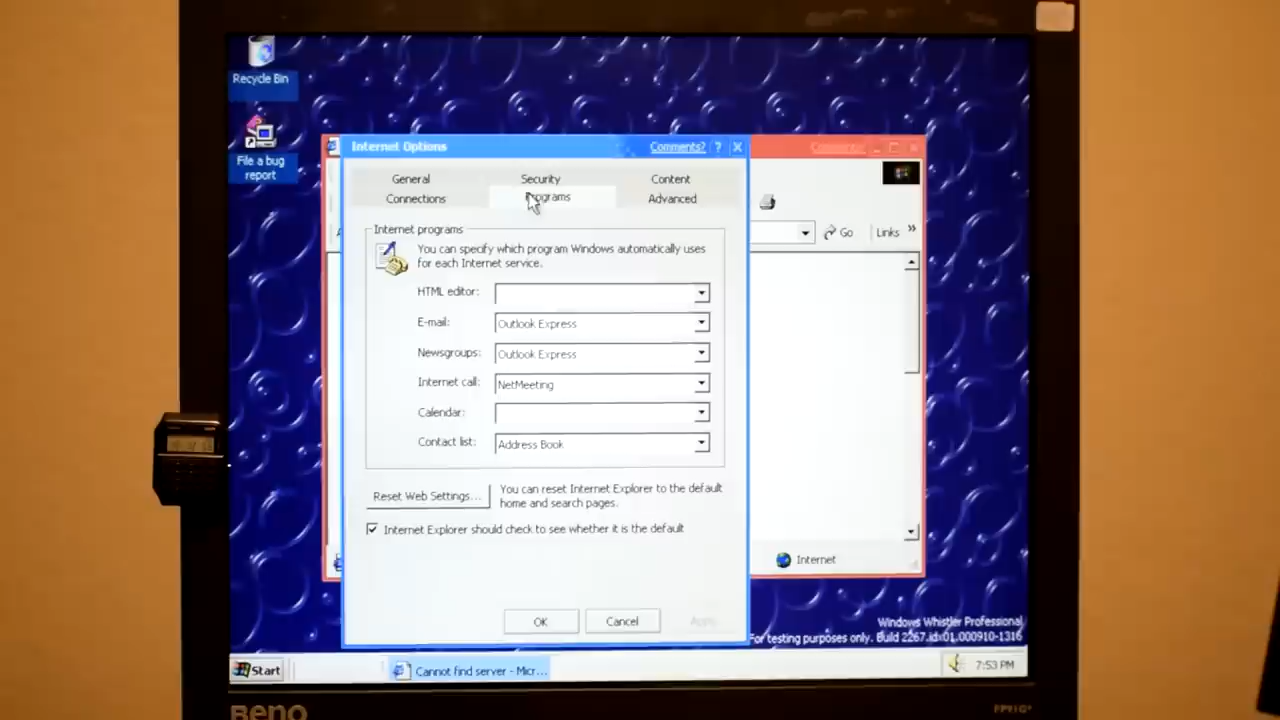 Recycle Bin
File a bug
report
Internet Options
Comments?
?
General
Security
Content
Connections
Programs
Advanced
Internet programs
You can specify which program Windows automatically uses
for each Internet service.
HTML editor:
E-mail:
Outlook Express
Newsgroups:
Outlook Express
Internet call:
NetMeeting
Calendar:
Contact list:
Address Book
Reset Web Settings...
You can reset Internet Explorer to the default
home and search pages.
Internet Explorer should check to see whether it is the default
OK
Cancel
Apply
Comments?
Go
Links
Internet
Windows Whistler Professional
For testing purposes only. Build 2267.idx01.000910-1316
Start
Cannot find server - Micr...
7:53 PM
BenQ